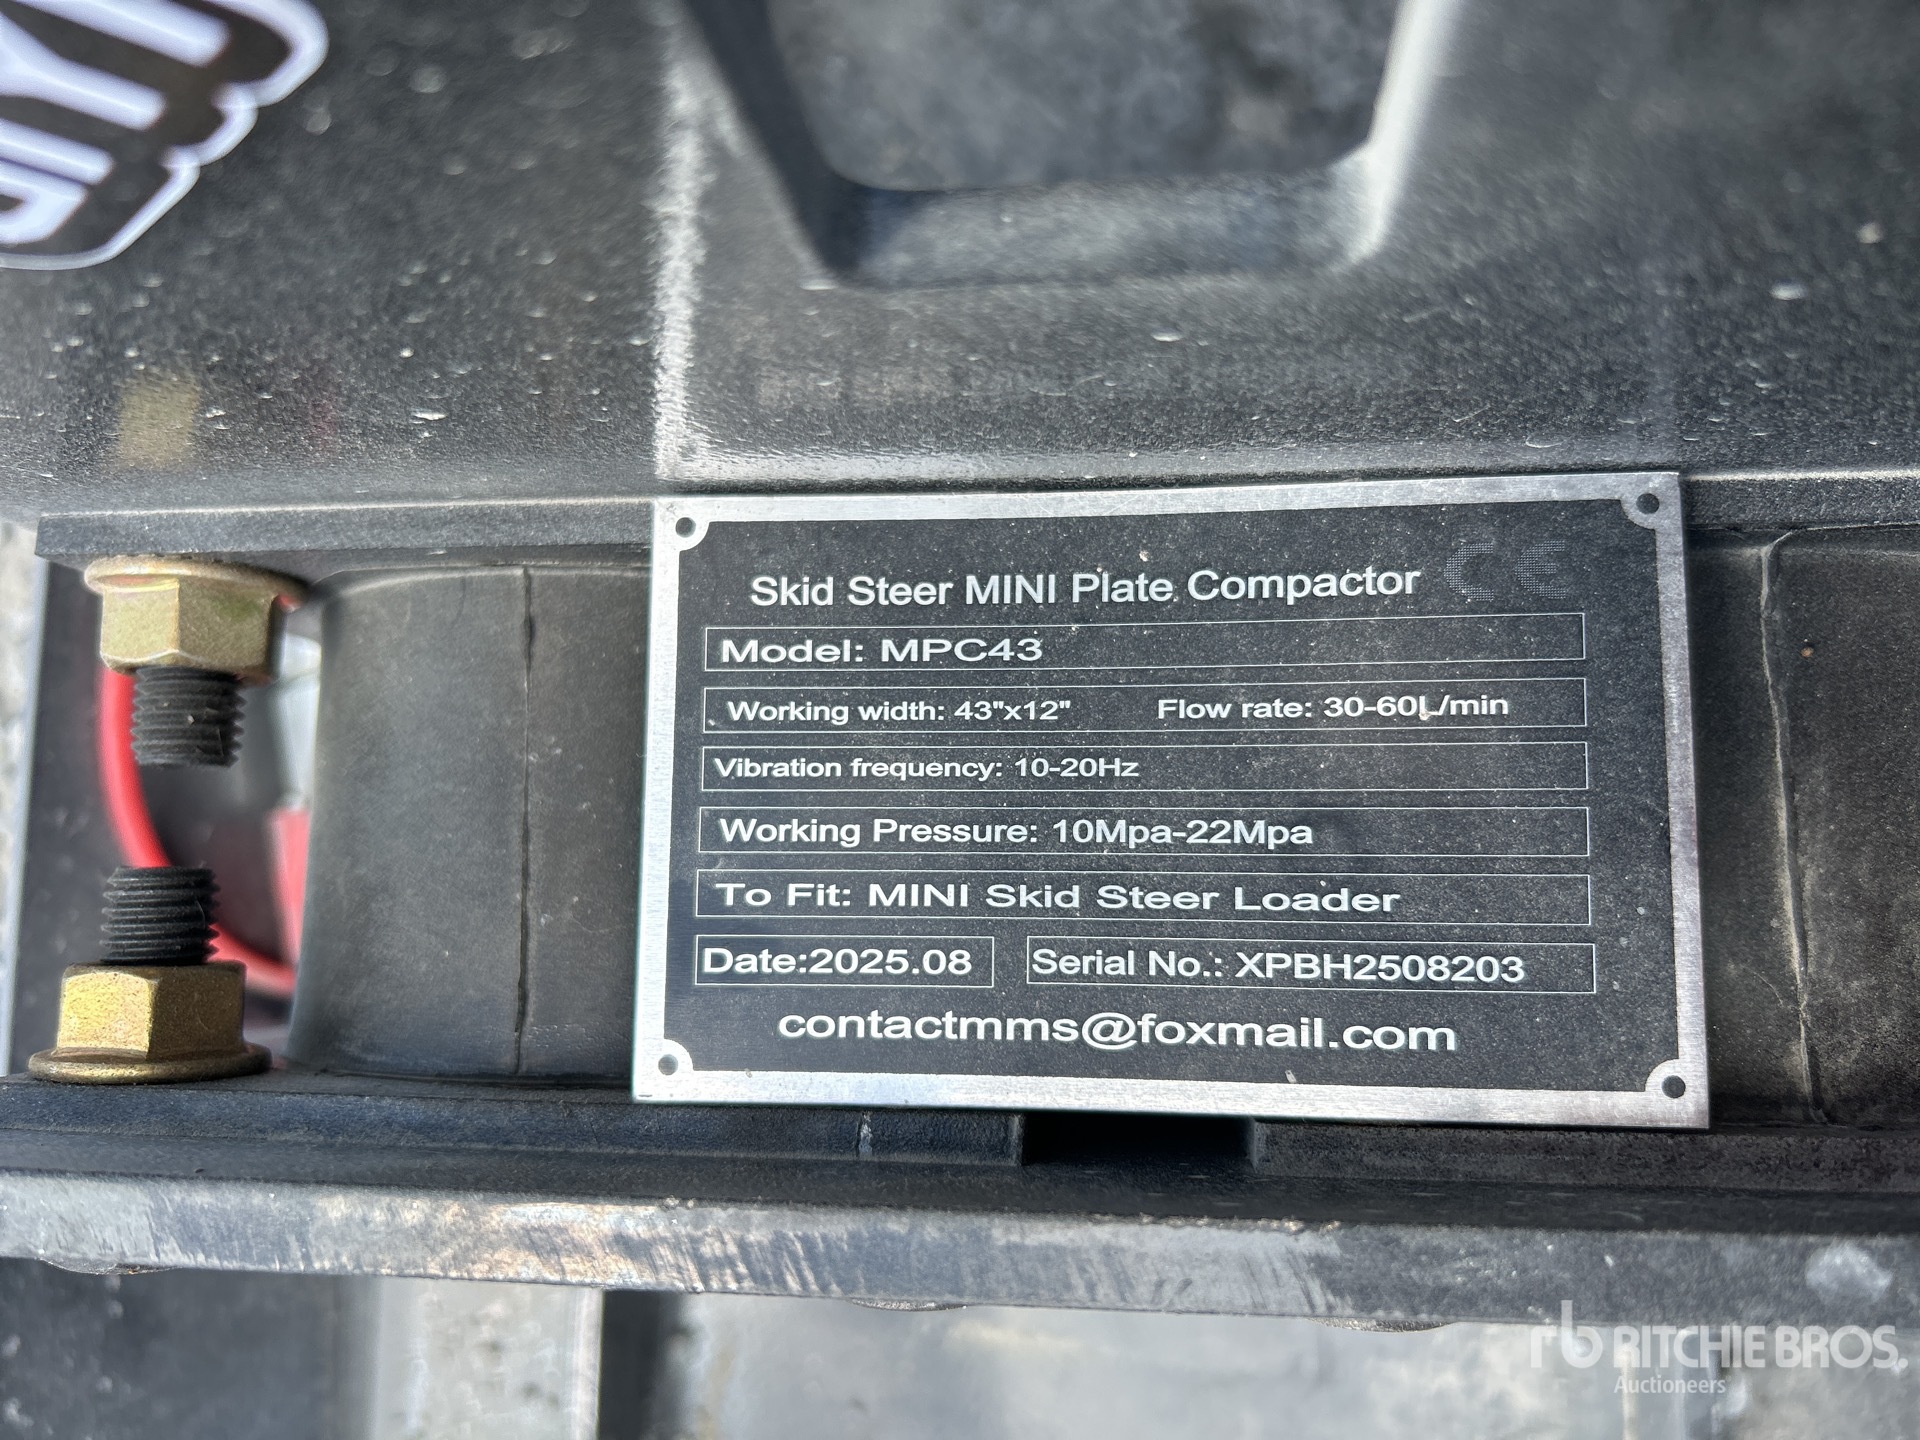 Skid Steer MINI Plate Compactor CE
Model: MPC43
Working width: 43"x12" Flow rate: 30-60L/min
Vibration frequency: 10-20Hz
Working Pressure: 10Mpa-22Mpa
To Fit: MINI Skid Steer Loader
Date:2025.08 Serial No.: XPBH2508203
contactmms@foxmail.com
rb RITCHIE BROS.
Auctioneers